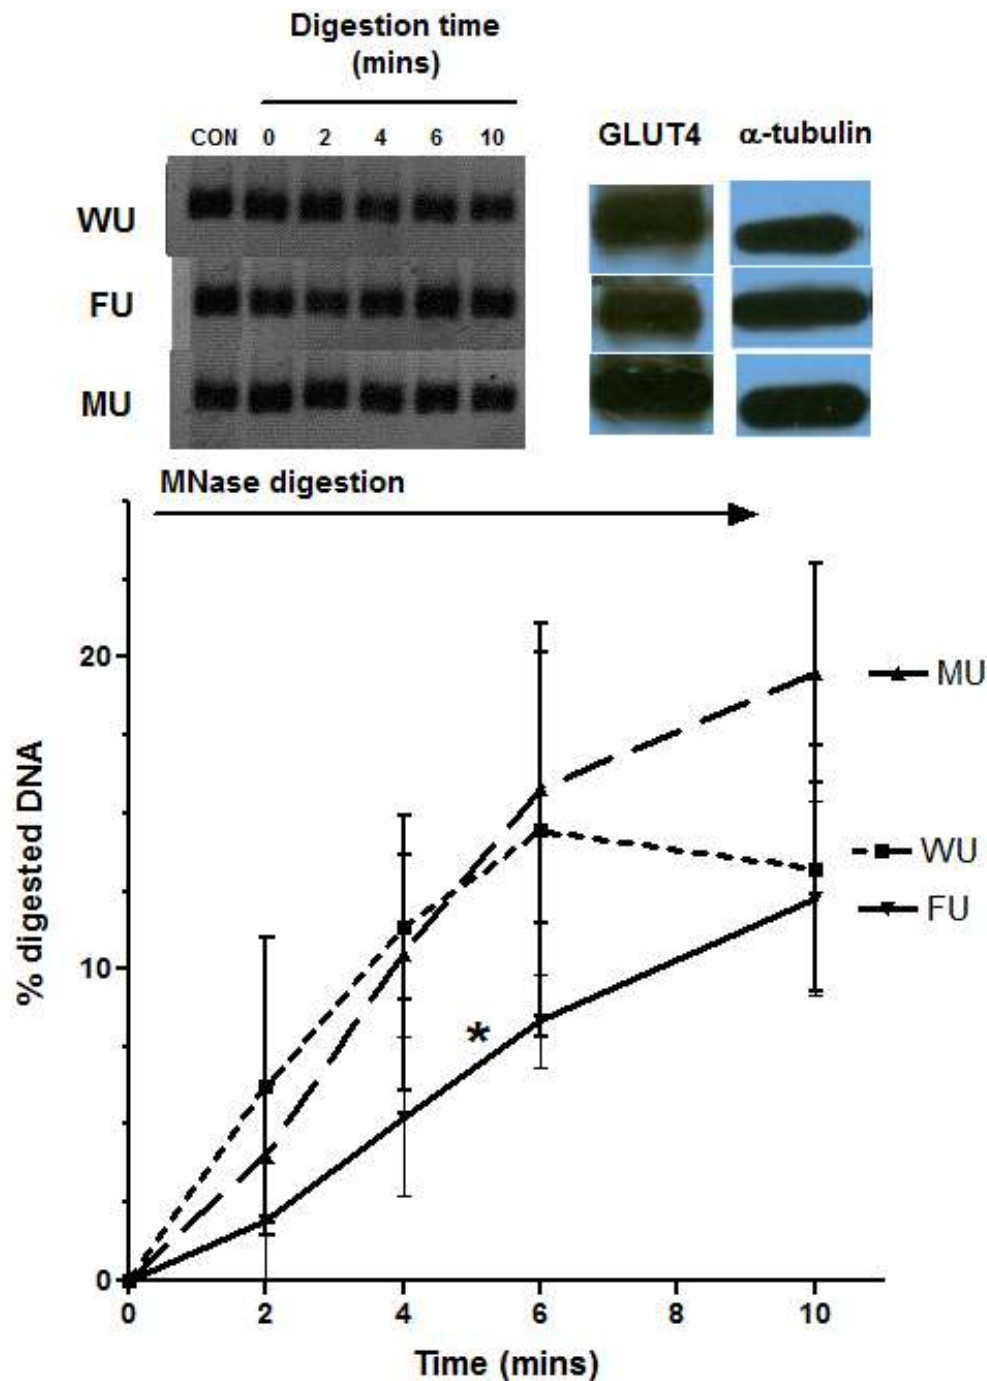 Digestion time
(mins)
CON 0 2 4 6 10
GLUT4 α-tubulin
WU
FU
MU
MNase digestion
20
10
0
% digested DNA
MU
WU
FU
*
0 2 4 6 8 10
Time (mins)